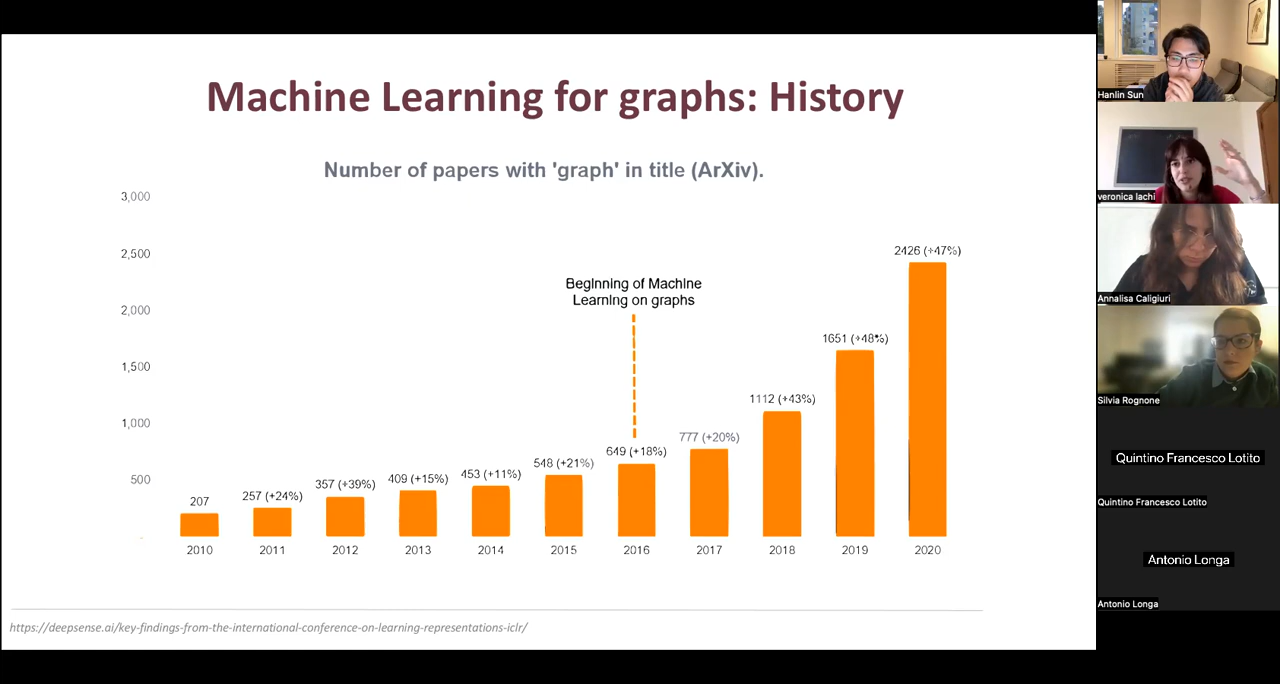 Machine Learning for graphs: History
Number of papers with 'graph' in title (ArXiv).
3,000
2,500
2,000
1,500
1,000
500
-
Beginning of Machine
Learning on graphs
207
257 (+24%)
357 (+39%)
409 (+15%)
453 (+11%)
548 (+21%)
649 (+18%)
777 (+20%)
1112 (+43%)
1651 (+48%)
2426 (+47%)
2010 2011 2012 2013 2014 2015 2016 2017 2018 2019 2020
https://deepsense.ai/key-findings-from-the-international-conference-on-learning-representations-iclr/
Hanlin Sun
veronica lachi
Annalisa Caligiuri
Silvia Rognone
Quintino Francesco Lotito
Quintino Francesco Lotito
Antonio Longa
Antonio Longa